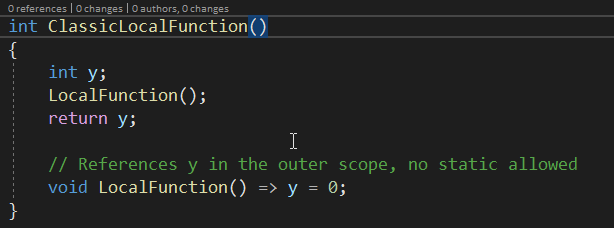 0 references | 0 changes | 0 authors, 0 changes
int ClassicLocalFunction()
{
    int y;
    LocalFunction();
    return y;

    // References y in the outer scope, no static allowed
    void LocalFunction() => y = 0;
}